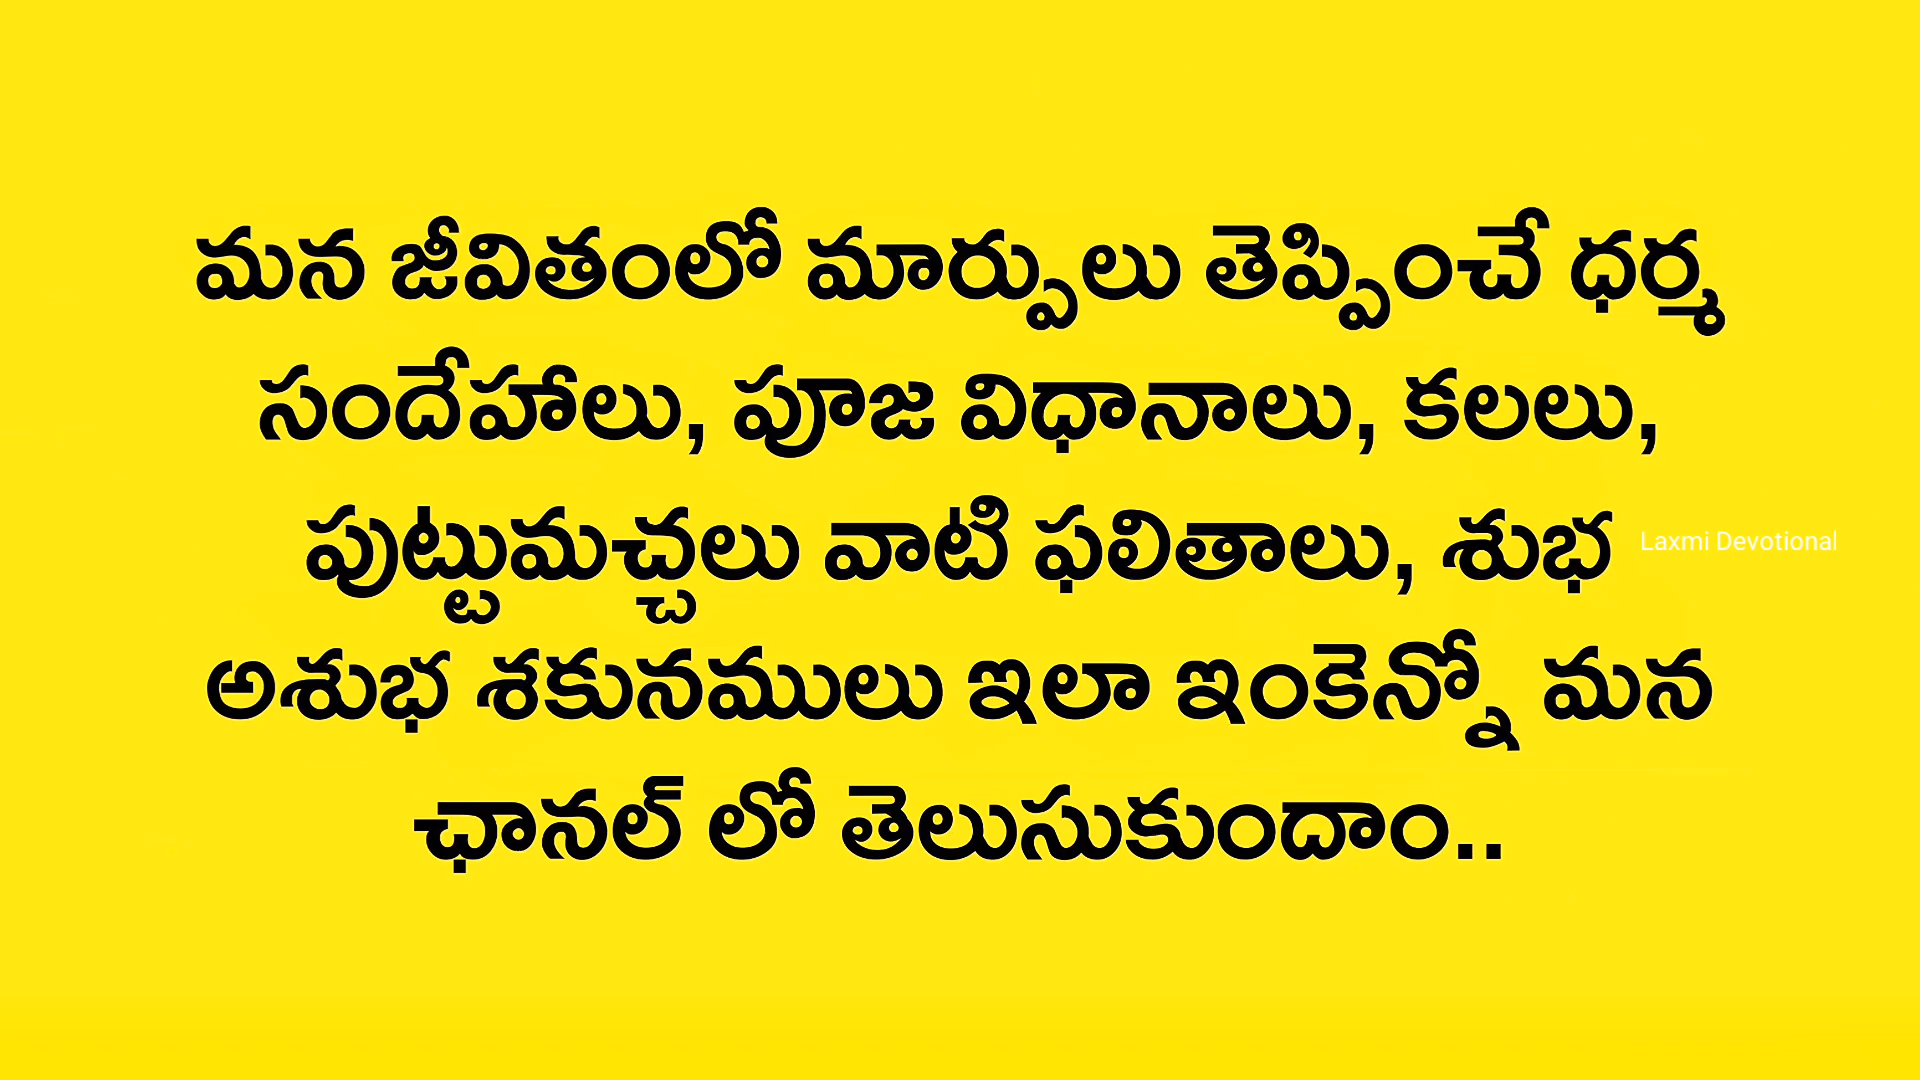 మన జీవితంలో మార్పులు తెప్పించే ధర్మ
సందేహాలు, పూజ విధానాలు, కలలు,
పుట్టుమచ్చలు వాటి ఫలితాలు, శుభ
Laxmi Devotional
అశుభ శకునములు ఇలా ఇంకెన్నో మన
ఛానల్ లో తెలుసుకుందాం..